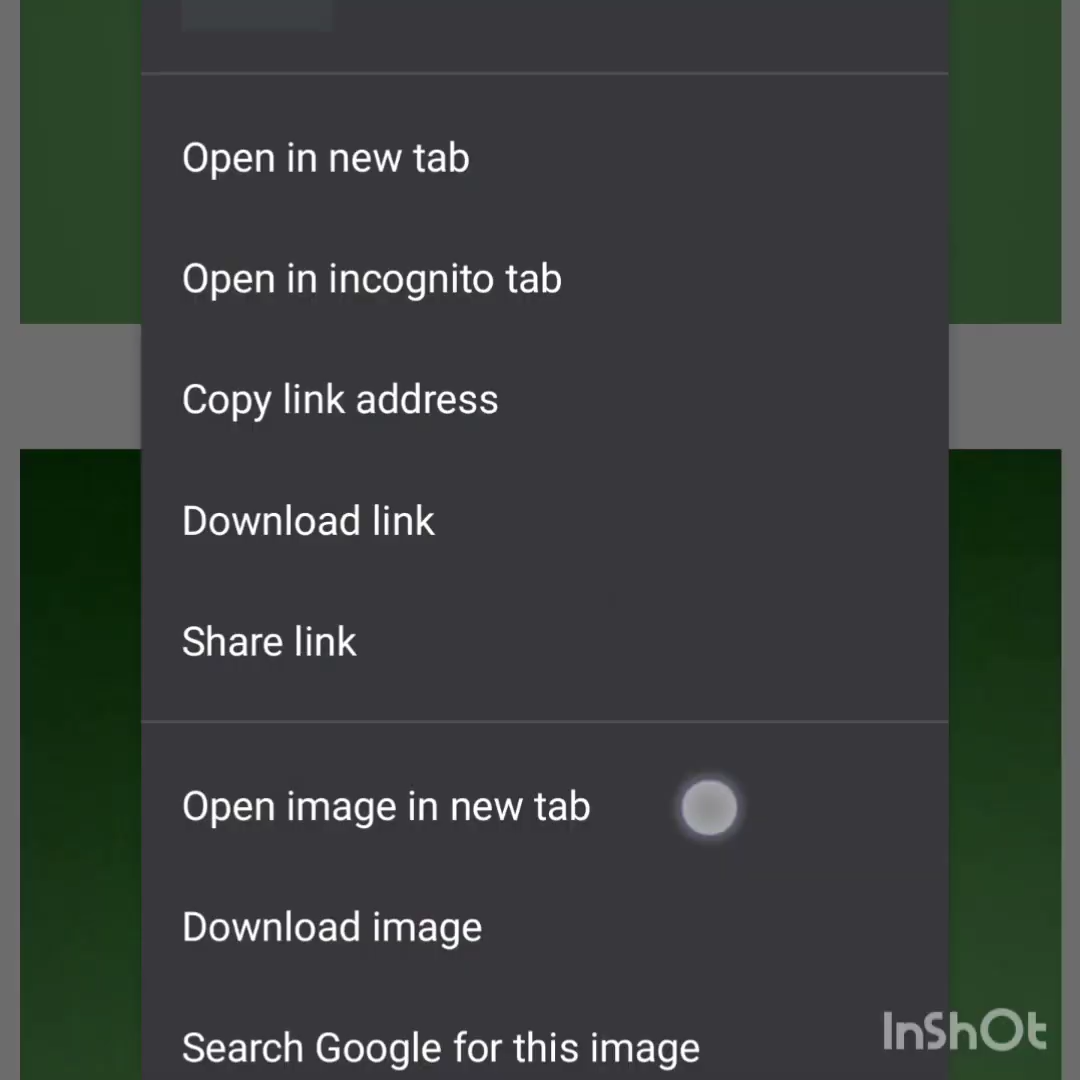 Open in new tab
Open in incognito tab
Copy link address
Download link
Share link
Open image in new tab
Download image
Search Google for this image
InShOt